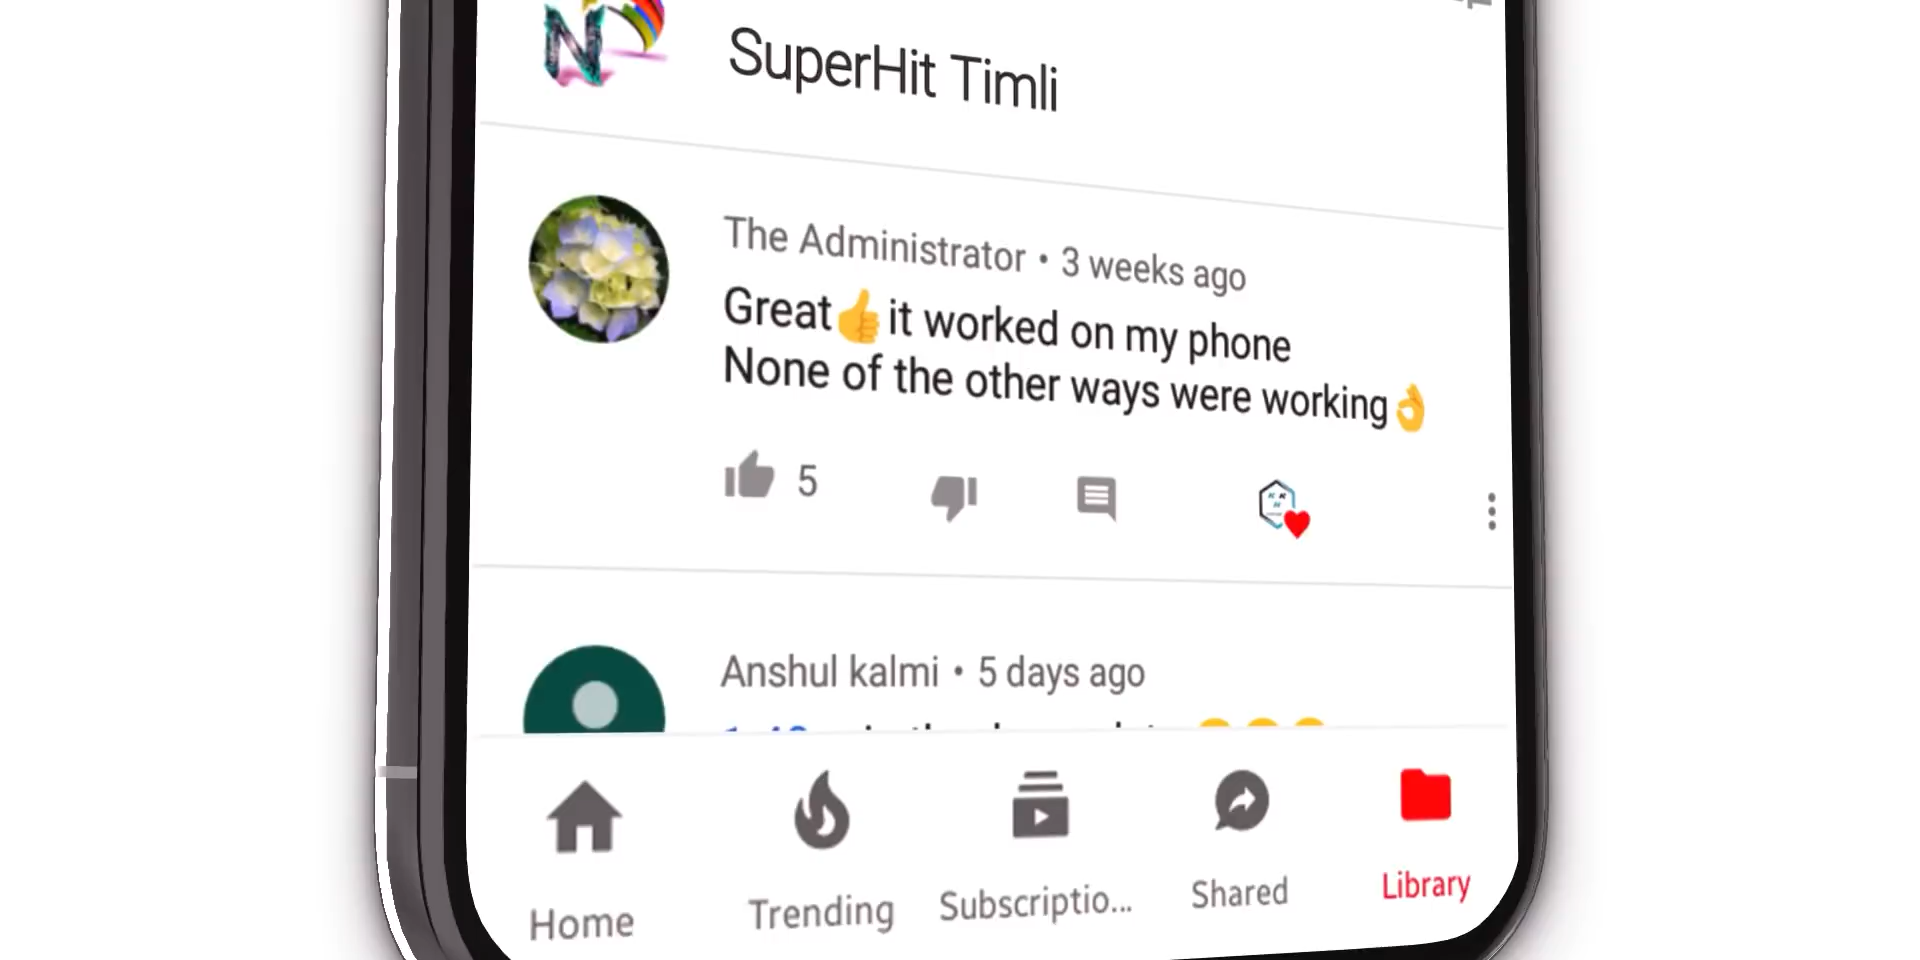 N
SuperHit Timli
The Administrator • 3 weeks ago
Great👍it worked on my phone
None of the other ways were working👌
5
Anshul kalmi • 5 days ago
Home
Trending
Subscriptio...
Shared
Library